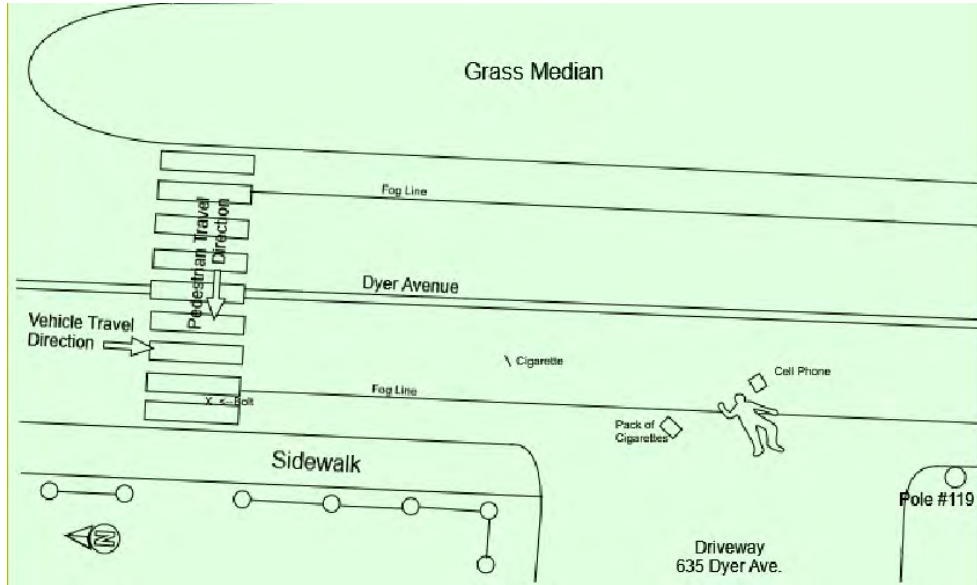 Grass Median
Fog Line
Pedestrian Travel
Direction
Dyer Avenue
Vehicle Travel
Direction
Cigarette
Cell Phone
Fog Line
X <--Bolt
Pack of
Cigarettes
Sidewalk
Pole #119
N
Driveway
635 Dyer Ave.